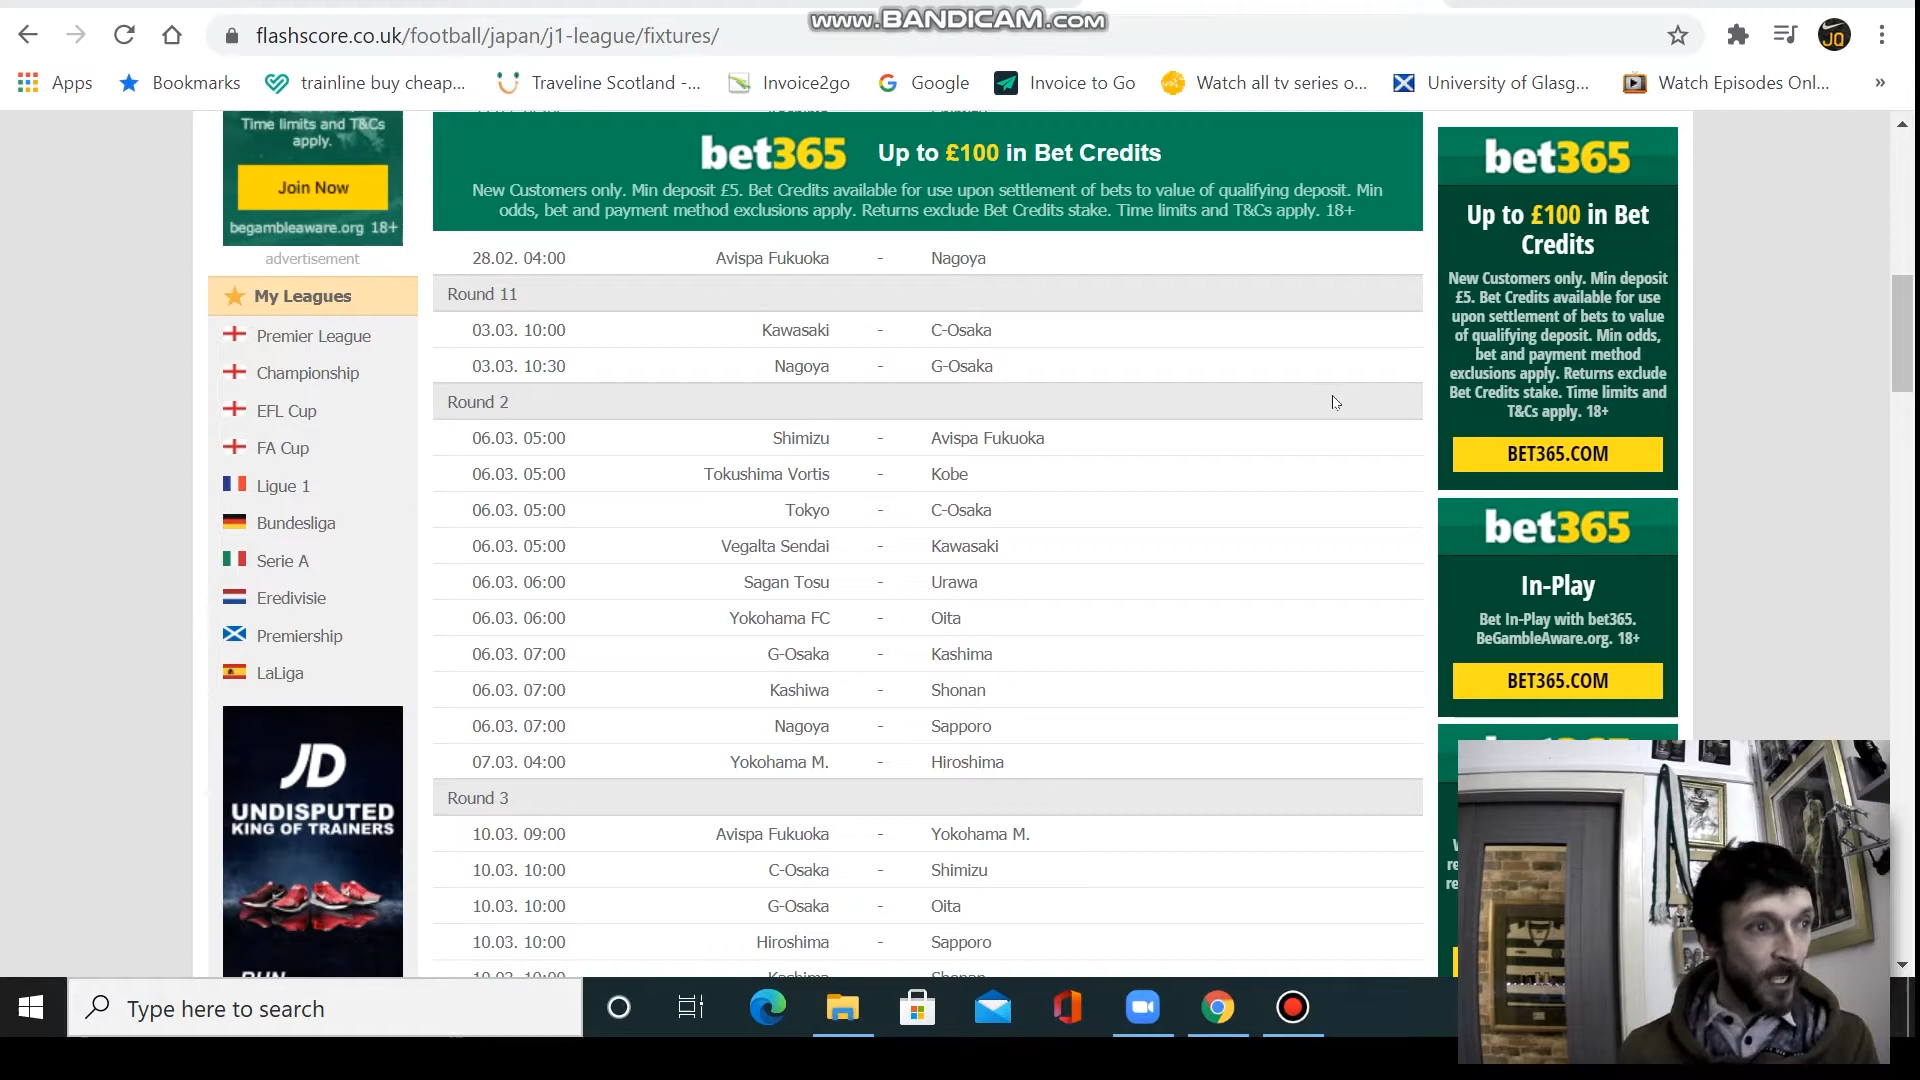 www.BANDICAM.com
flashscore.co.uk/football/japan/j1-league/fixtures/
JQ
Apps
Bookmarks
trainline buy cheap...
Traveline Scotland -...
Invoice2go
Google
Invoice to Go
Watch all tv series o...
University of Glasg...
Watch Episodes Onl...
»
Time limits and T&Cs
apply.
Join Now
begambleaware.org 18+
advertisement
My Leagues
Premier League
Championship
EFL Cup
FA Cup
Ligue 1
Bundesliga
Serie A
Eredivisie
Premiership
LaLiga
JD
UNDISPUTED
KING OF TRAINERS
RUN
bet365 Up to £100 in Bet Credits
New Customers only. Min deposit £5. Bet Credits available for use upon settlement of bets to value of qualifying deposit. Min
odds, bet and payment method exclusions apply. Returns exclude Bet Credits stake. Time limits and T&Cs apply. 18+
28.02. 04:00 Avispa Fukuoka - Nagoya
Round 11
03.03. 10:00 Kawasaki - C-Osaka
03.03. 10:30 Nagoya - G-Osaka
Round 2
06.03. 05:00 Shimizu - Avispa Fukuoka
06.03. 05:00 Tokushima Vortis - Kobe
06.03. 05:00 Tokyo - C-Osaka
06.03. 05:00 Vegalta Sendai - Kawasaki
06.03. 06:00 Sagan Tosu - Urawa
06.03. 06:00 Yokohama FC - Oita
06.03. 07:00 G-Osaka - Kashima
06.03. 07:00 Kashiwa - Shonan
06.03. 07:00 Nagoya - Sapporo
07.03. 04:00 Yokohama M. - Hiroshima
Round 3
10.03. 09:00 Avispa Fukuoka - Yokohama M.
10.03. 10:00 C-Osaka - Shimizu
10.03. 10:00 G-Osaka - Oita
10.03. 10:00 Hiroshima - Sapporo
10.03. 10:00 Kashima - Shonan
bet365
Up to £100 in Bet
Credits
New Customers only. Min deposit
£5. Bet Credits available for use
upon settlement of bets to value
of qualifying deposit. Min odds,
bet and payment method
exclusions apply. Returns exclude
Bet Credits stake. Time limits and
T&Cs apply. 18+
BET365.COM
bet365
In-Play
Bet In-Play with bet365.
BeGambleAware.org. 18+
BET365.COM
Type here to search